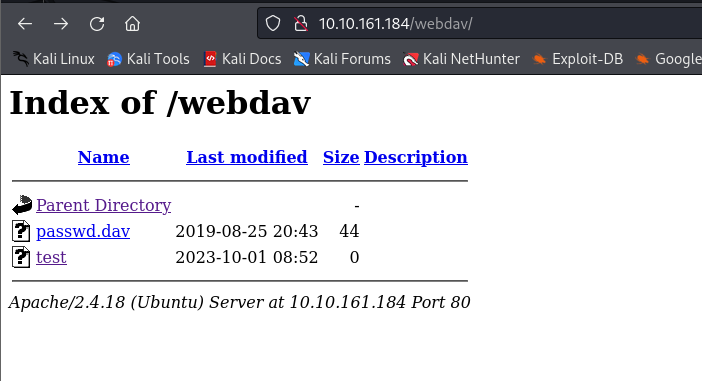 10.10.161.184/webdav/
Kali Linux Kali Tools Kali Docs Kali Forums Kali NetHunter Exploit-DB Google
Index of /webdav
Name Last modified Size Description
Parent Directory -
passwd.dav 2019-08-25 20:43 44
test 2023-10-01 08:52 0
Apache/2.4.18 (Ubuntu) Server at 10.10.161.184 Port 80